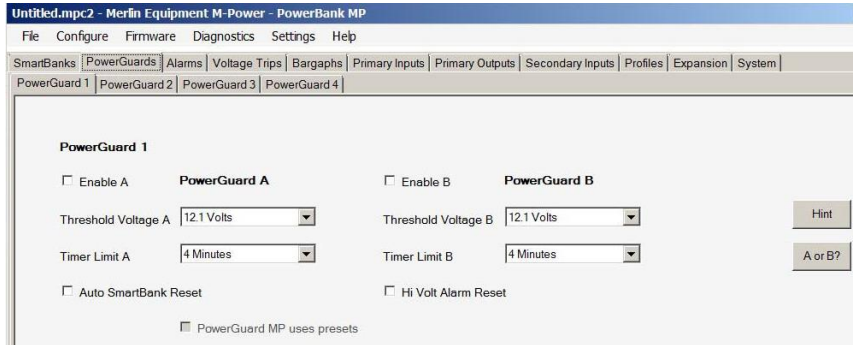 Untitled.mpc2 - Merlin Equipment M-Power - PowerBank MP
File Configure Firmware Diagnostics Settings Help
SmartBanks PowerGuards Alarms Voltage Trips Bargaphs Primary Inputs Primary Outputs Secondary Inputs Profiles Expansion System
PowerGuard 1 PowerGuard 2 PowerGuard 3 PowerGuard 4
PowerGuard 1
Enable A PowerGuard A Enable B PowerGuard B
Threshold Voltage A 12.1 Volts Threshold Voltage B 12.1 Volts Hint
Timer Limit A 4 Minutes Timer Limit B 4 Minutes A or B?
Auto SmartBank Reset Hi Volt Alarm Reset
PowerGuard MP uses presets